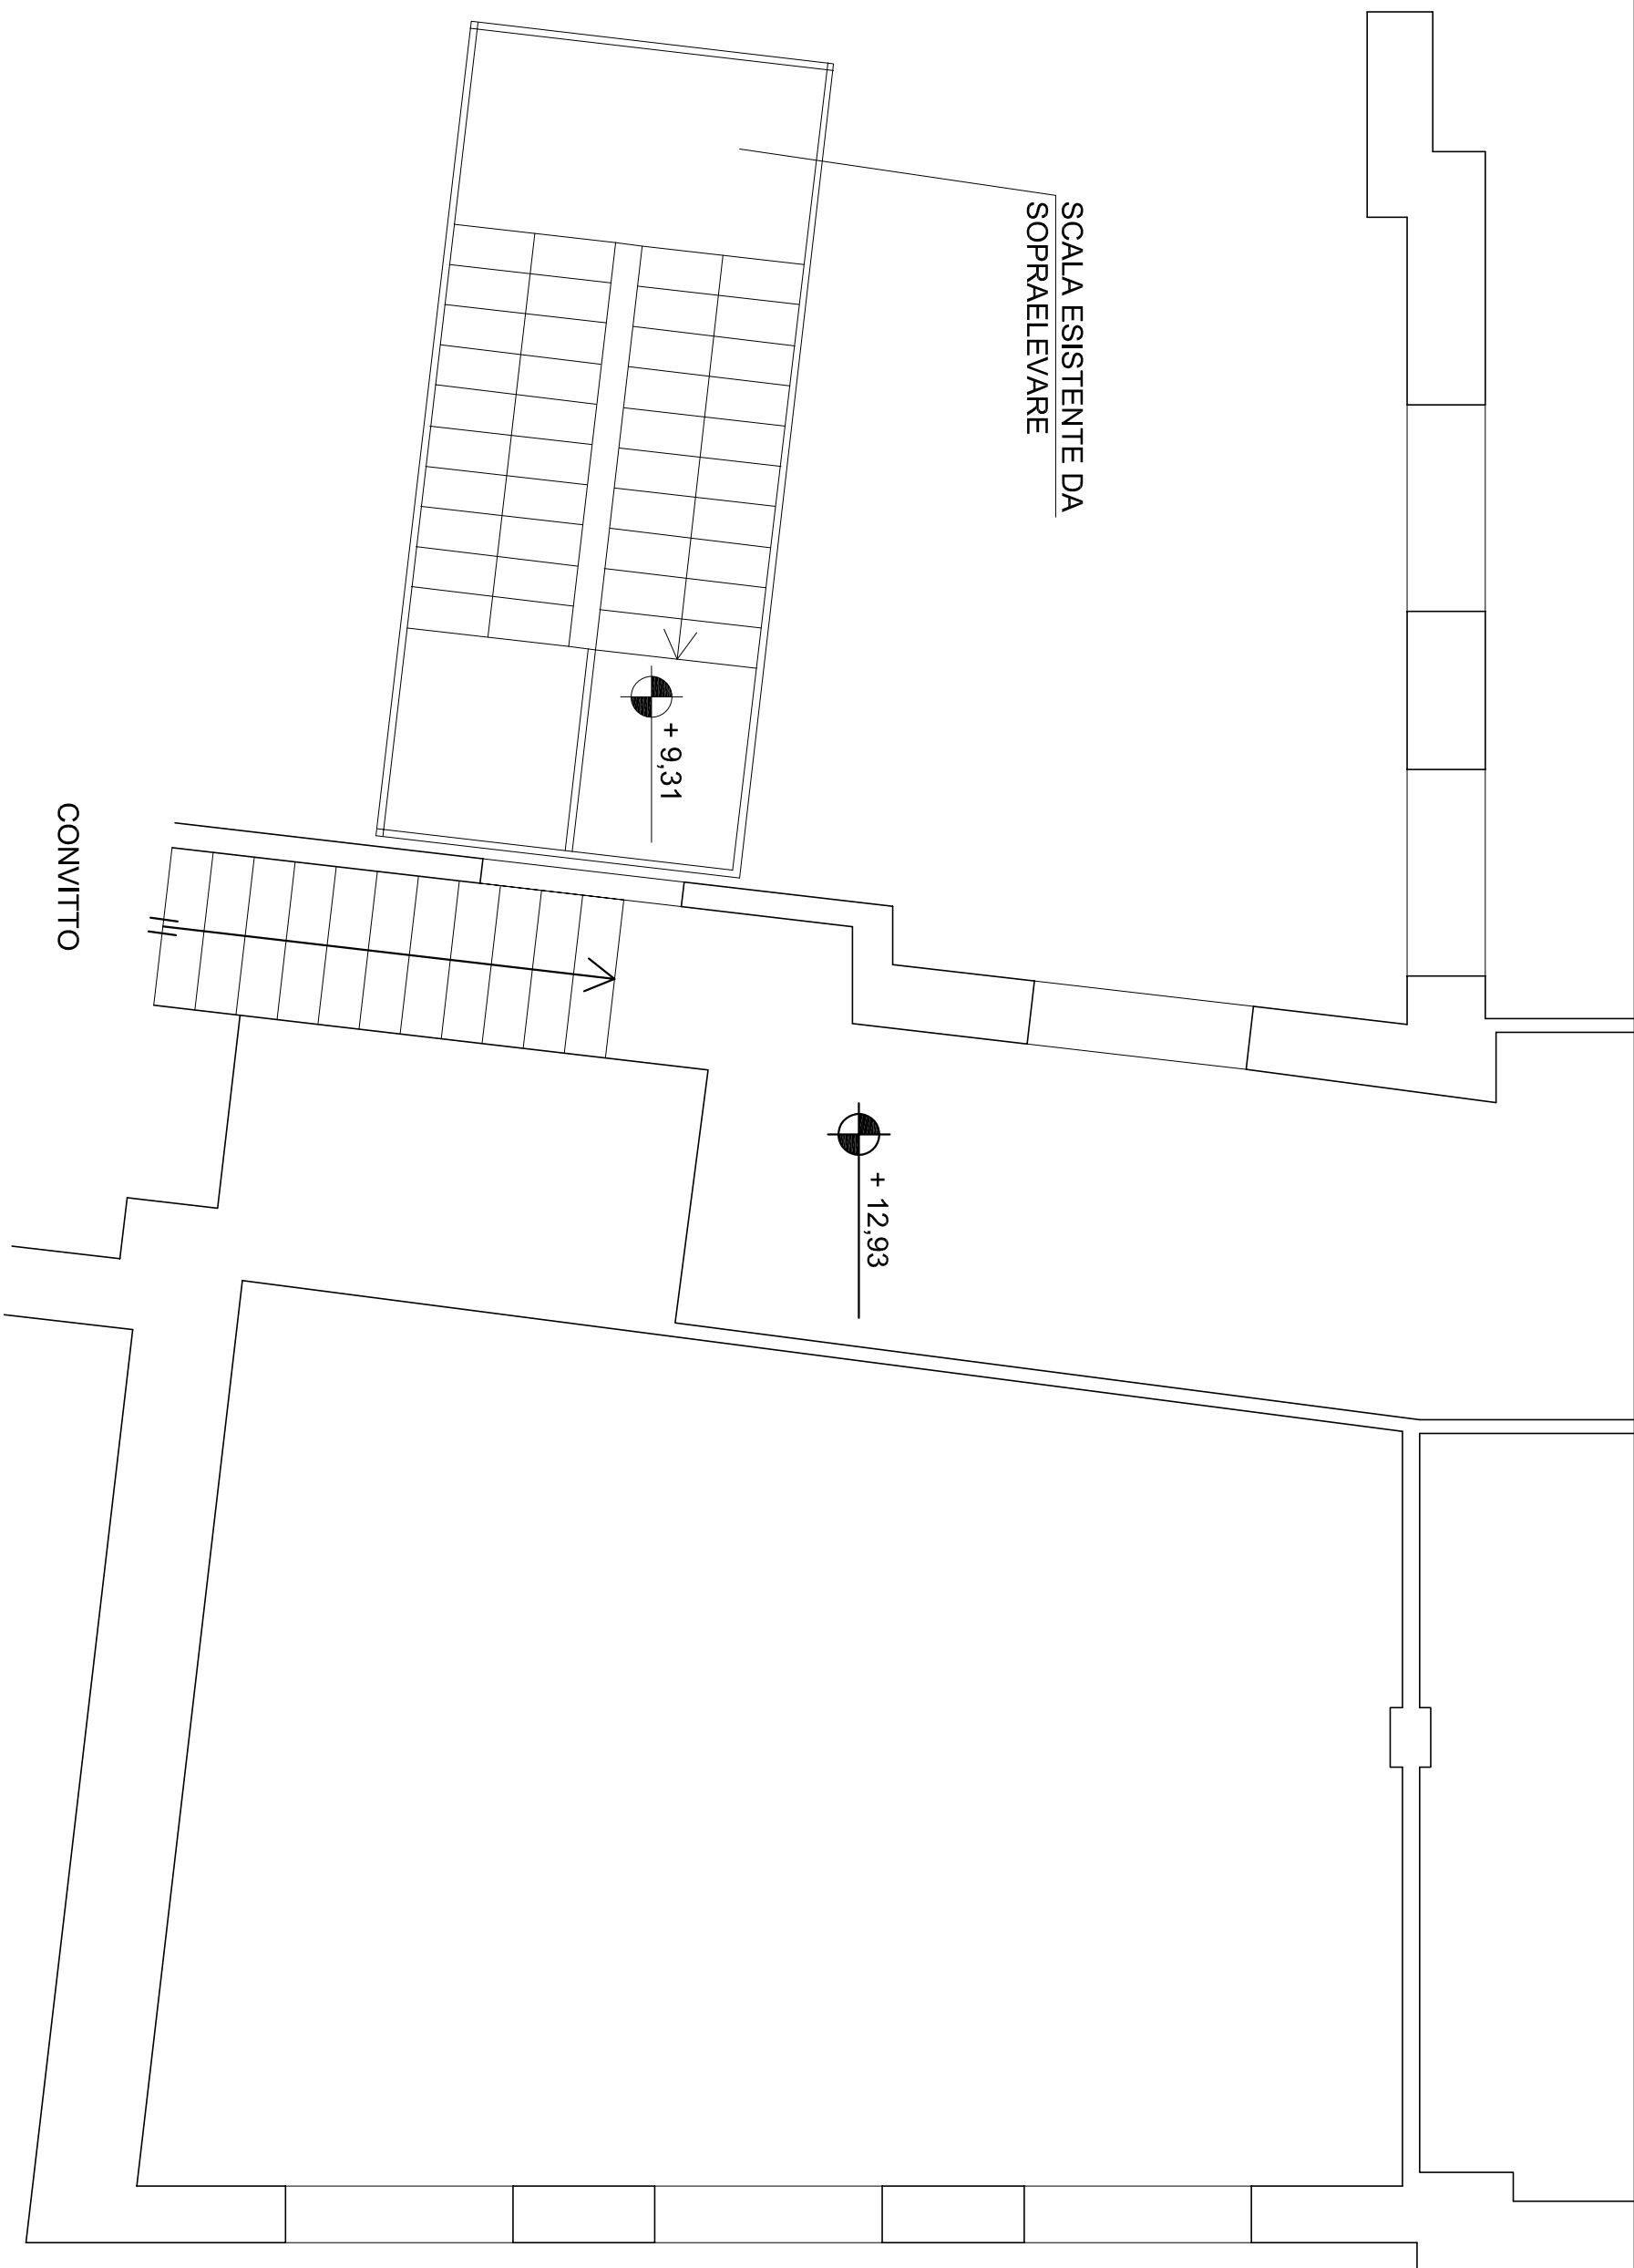 SCALA ESISTENTE DA
SOPRAELEVARE
+ 9,31
+ 12,93
CONVITTO